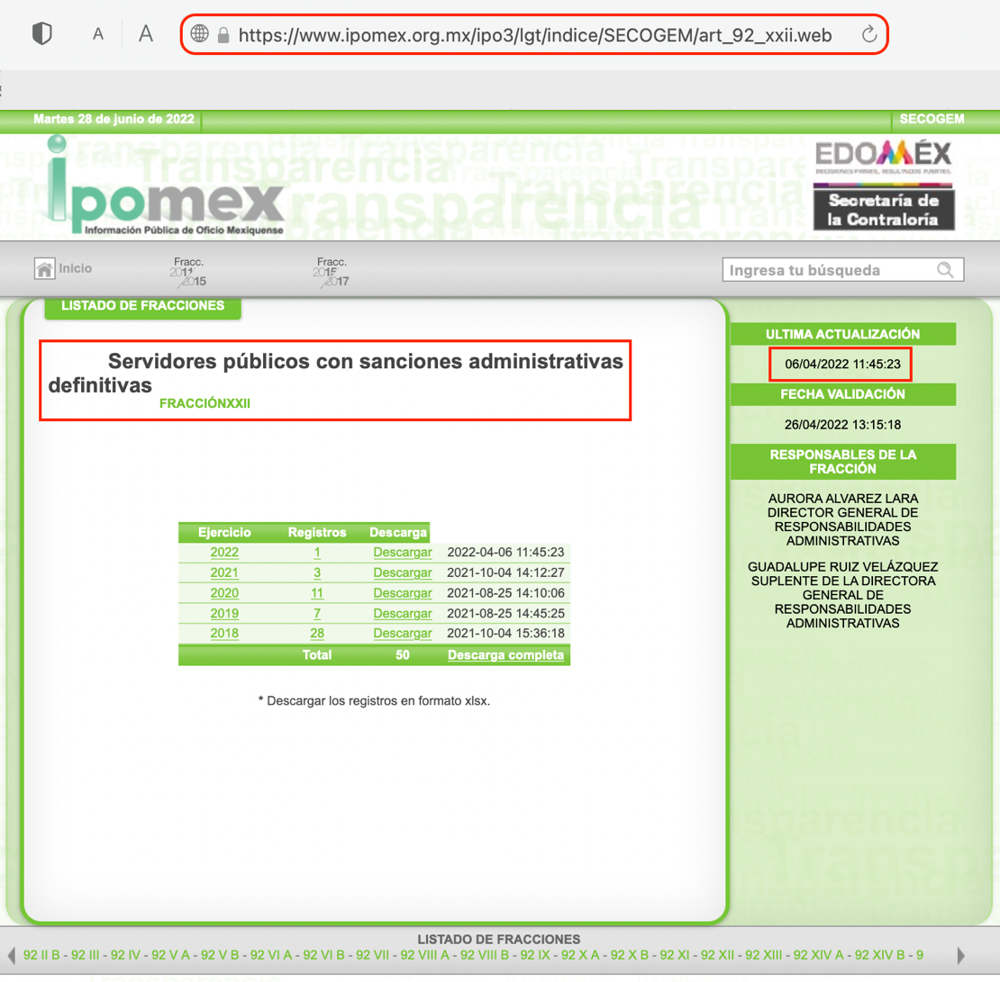 A A https://www.ipomex.org.mx/ipo3/lgt/indice/SECOGEM/art_92_xxii.web
Martes 28 de junio de 2022 SECOGEM
ipomex
Información Pública de Oficio Mexiquense
Transparencia
EDOMÉX
DECISIONES FIRMES, RESULTADOS FUERTES.
Secretaría de
la Contraloría
Inicio
Fracc.
2011/2015
Fracc.
2015/2017
Ingresa tu búsqueda
LISTADO DE FRACCIONES
Servidores públicos con sanciones administrativas
definitivas
FRACCIÓNXXII
Ejercicio Registros Descarga
2022 1 Descargar 2022-04-06 11:45:23
2021 3 Descargar 2021-10-04 14:12:27
2020 11 Descargar 2021-08-25 14:10:06
2019 7 Descargar 2021-08-25 14:45:25
2018 28 Descargar 2021-10-04 15:36:18
Total 50 Descarga completa
* Descargar los registros en formato xlsx.
ULTIMA ACTUALIZACIÓN
06/04/2022 11:45:23
FECHA VALIDACIÓN
26/04/2022 13:15:18
RESPONSABLES DE LA
FRACCIÓN
AURORA ALVAREZ LARA
DIRECTOR GENERAL DE
RESPONSABILIDADES
ADMINISTRATIVAS
GUADALUPE RUIZ VELÁZQUEZ
SUPLENTE DE LA DIRECTORA
GENERAL DE
RESPONSABILIDADES
ADMINISTRATIVAS
LISTADO DE FRACCIONES
92 II B - 92 III - 92 IV - 92 V A - 92 V B - 92 VI A - 92 VI B - 92 VII - 92 VIII A - 92 VIII B - 92 IX - 92 X A - 92 X B - 92 XI - 92 XII - 92 XIII - 92 XIV A - 92 XIV B - 9